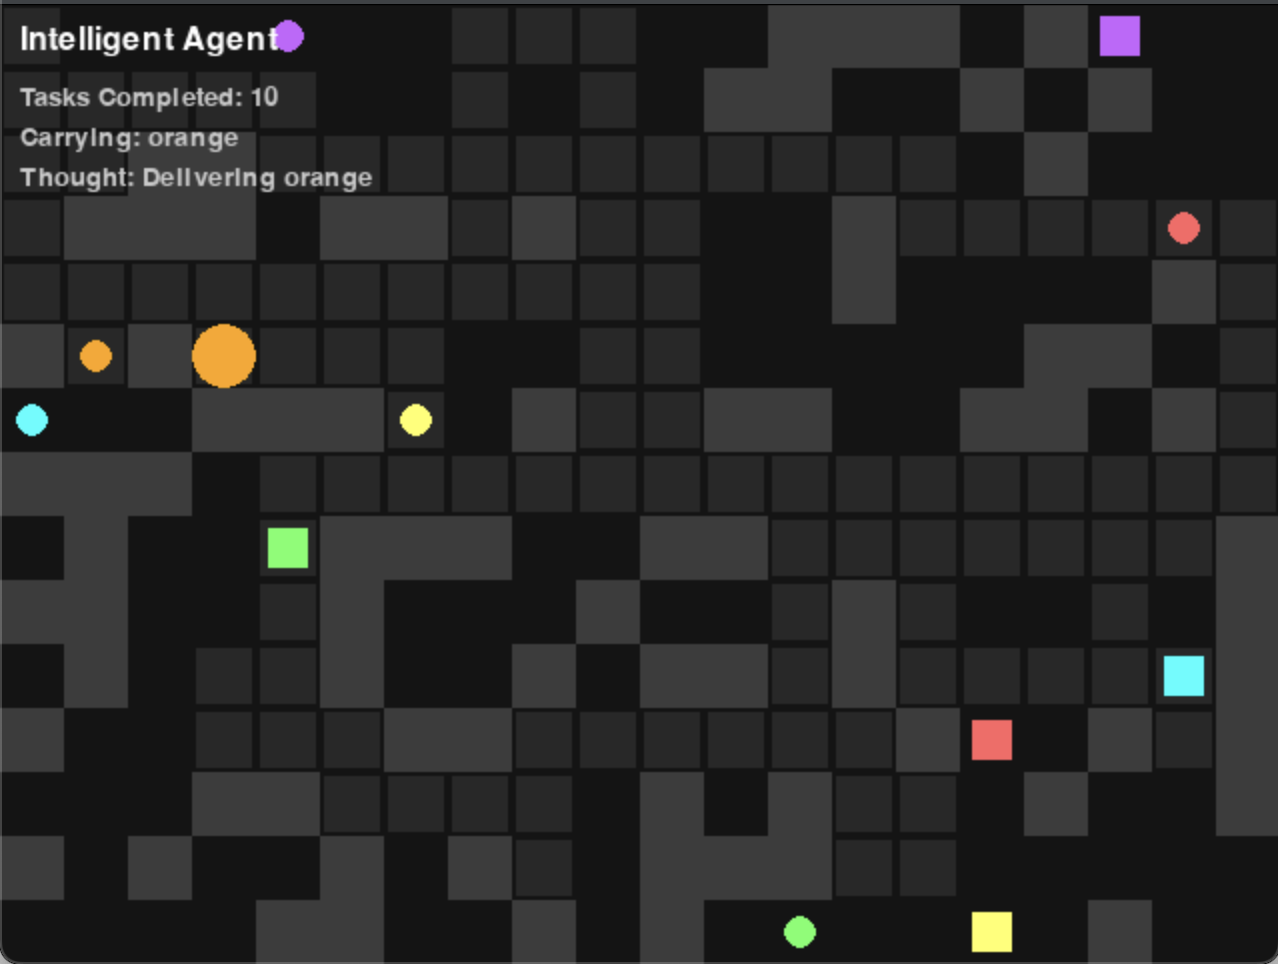 Intelligent Agent
Tasks Completed: 10
Carrying: orange
Thought: Delivering orange